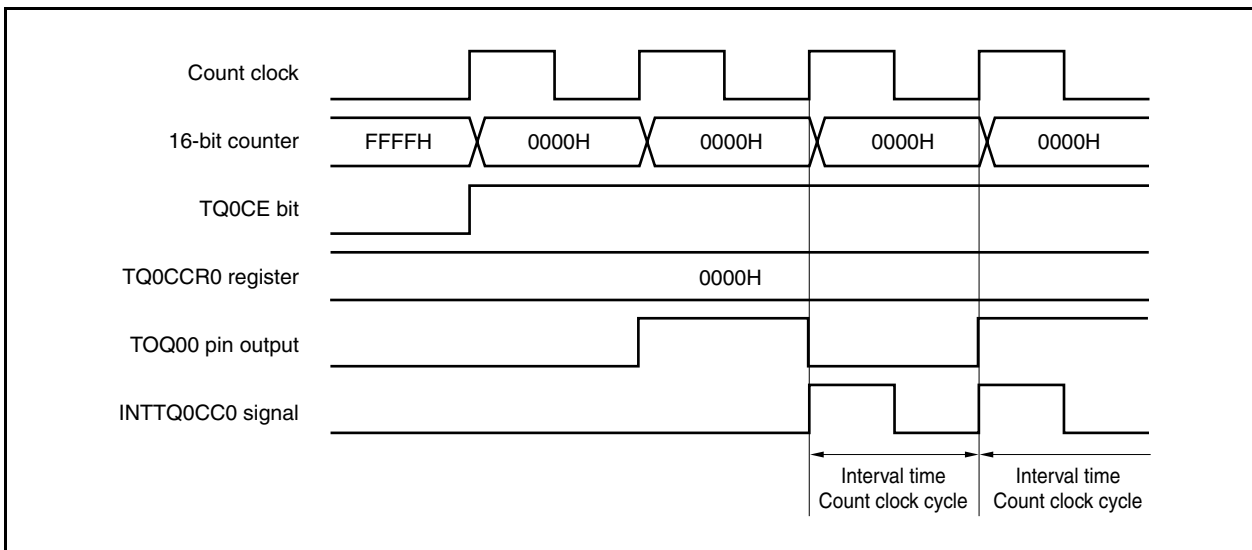 Count clock
16-bit counter FFFFH 0000H 0000H 0000H 0000H
TQ0CE bit
TQ0CCR0 register 0000H
TOQ00 pin output
INTTQ0CC0 signal
Interval time Interval time
Count clock cycle Count clock cycle